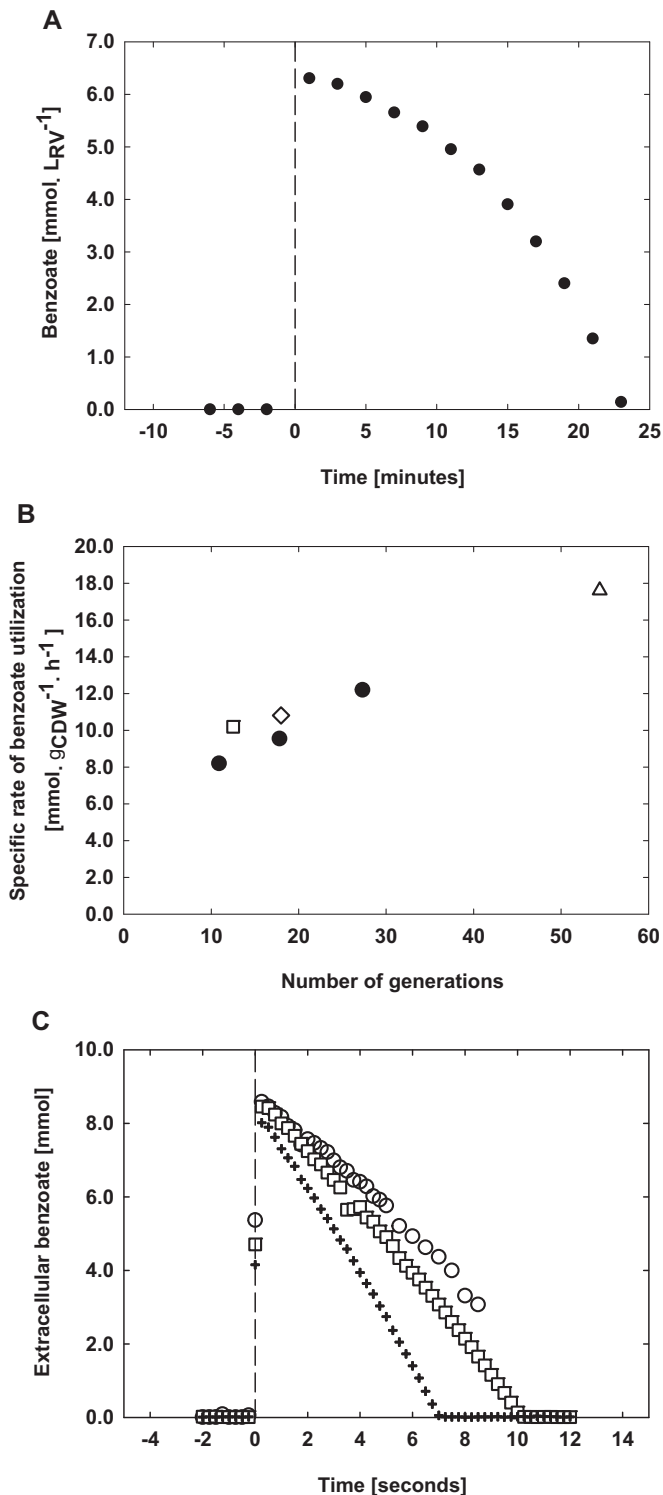 A
Benzoate [mmol. LRV-1]
7.0
6.0
5.0
4.0
3.0
2.0
1.0
0.0
-10 -5 0 5 10 15 20 25
Time [minutes]
B
Specific rate of benzoate utilization
[mmol. gCDW-1. h-1]
20.0
18.0
16.0
14.0
12.0
10.0
8.0
6.0
4.0
2.0
0.0
0 10 20 30 40 50 60
Number of generations
C
Extracellular benzoate [mmol]
10.0
8.0
6.0
4.0
2.0
0.0
-4 -2 0 2 4 6 8 10 12 14
Time [seconds]